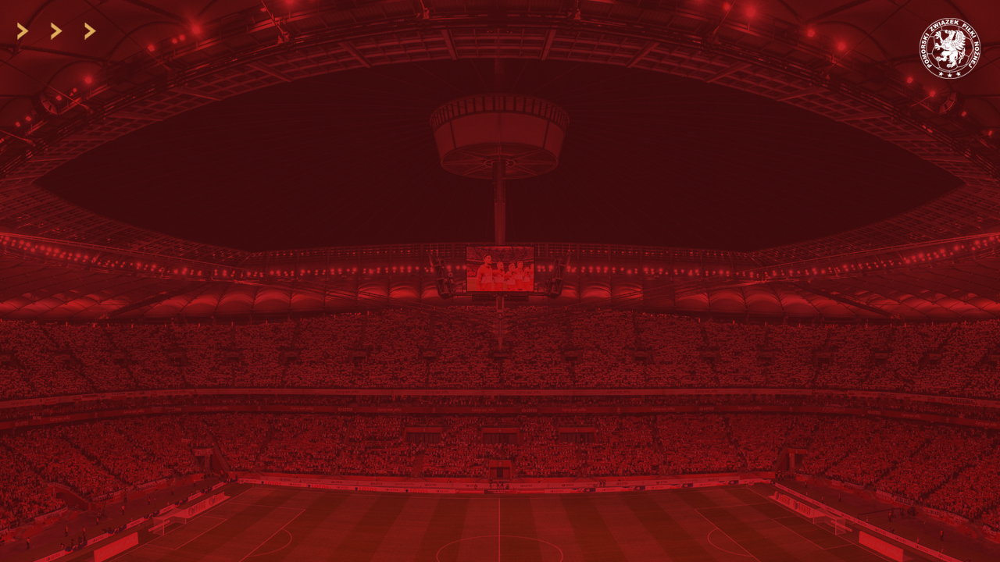 > > >
POMORSKI ZWIĄZEK PIŁKI NOŻNEJ